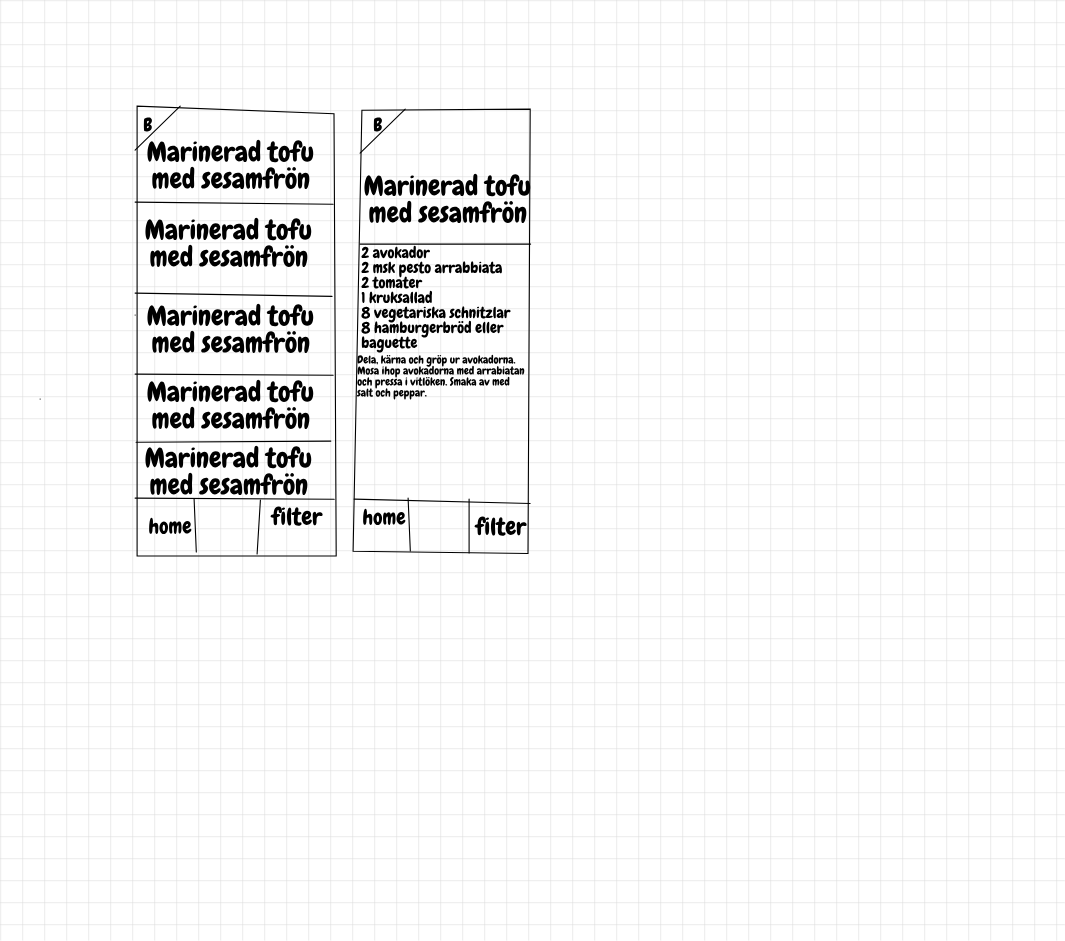 B
Marinerad tofu
med sesamfrön
Marinerad tofu
med sesamfrön
Marinerad tofu
med sesamfrön
Marinerad tofu
med sesamfrön
Marinerad tofu
med sesamfrön
home
filter
B
Marinerad tofu
med sesamfrön
2 avokador
2 msk pesto arrabbiata
2 tomater
1 kruksallad
8 vegetariska schnitzlar
8 hamburgerbröd eller
baguette
Dela, kärna och gröp ur avokadorna.
Mosa ihop avokadorna med arrabiatan
och pressa i vitlöken. Smaka av med
salt och peppar.
home
filter